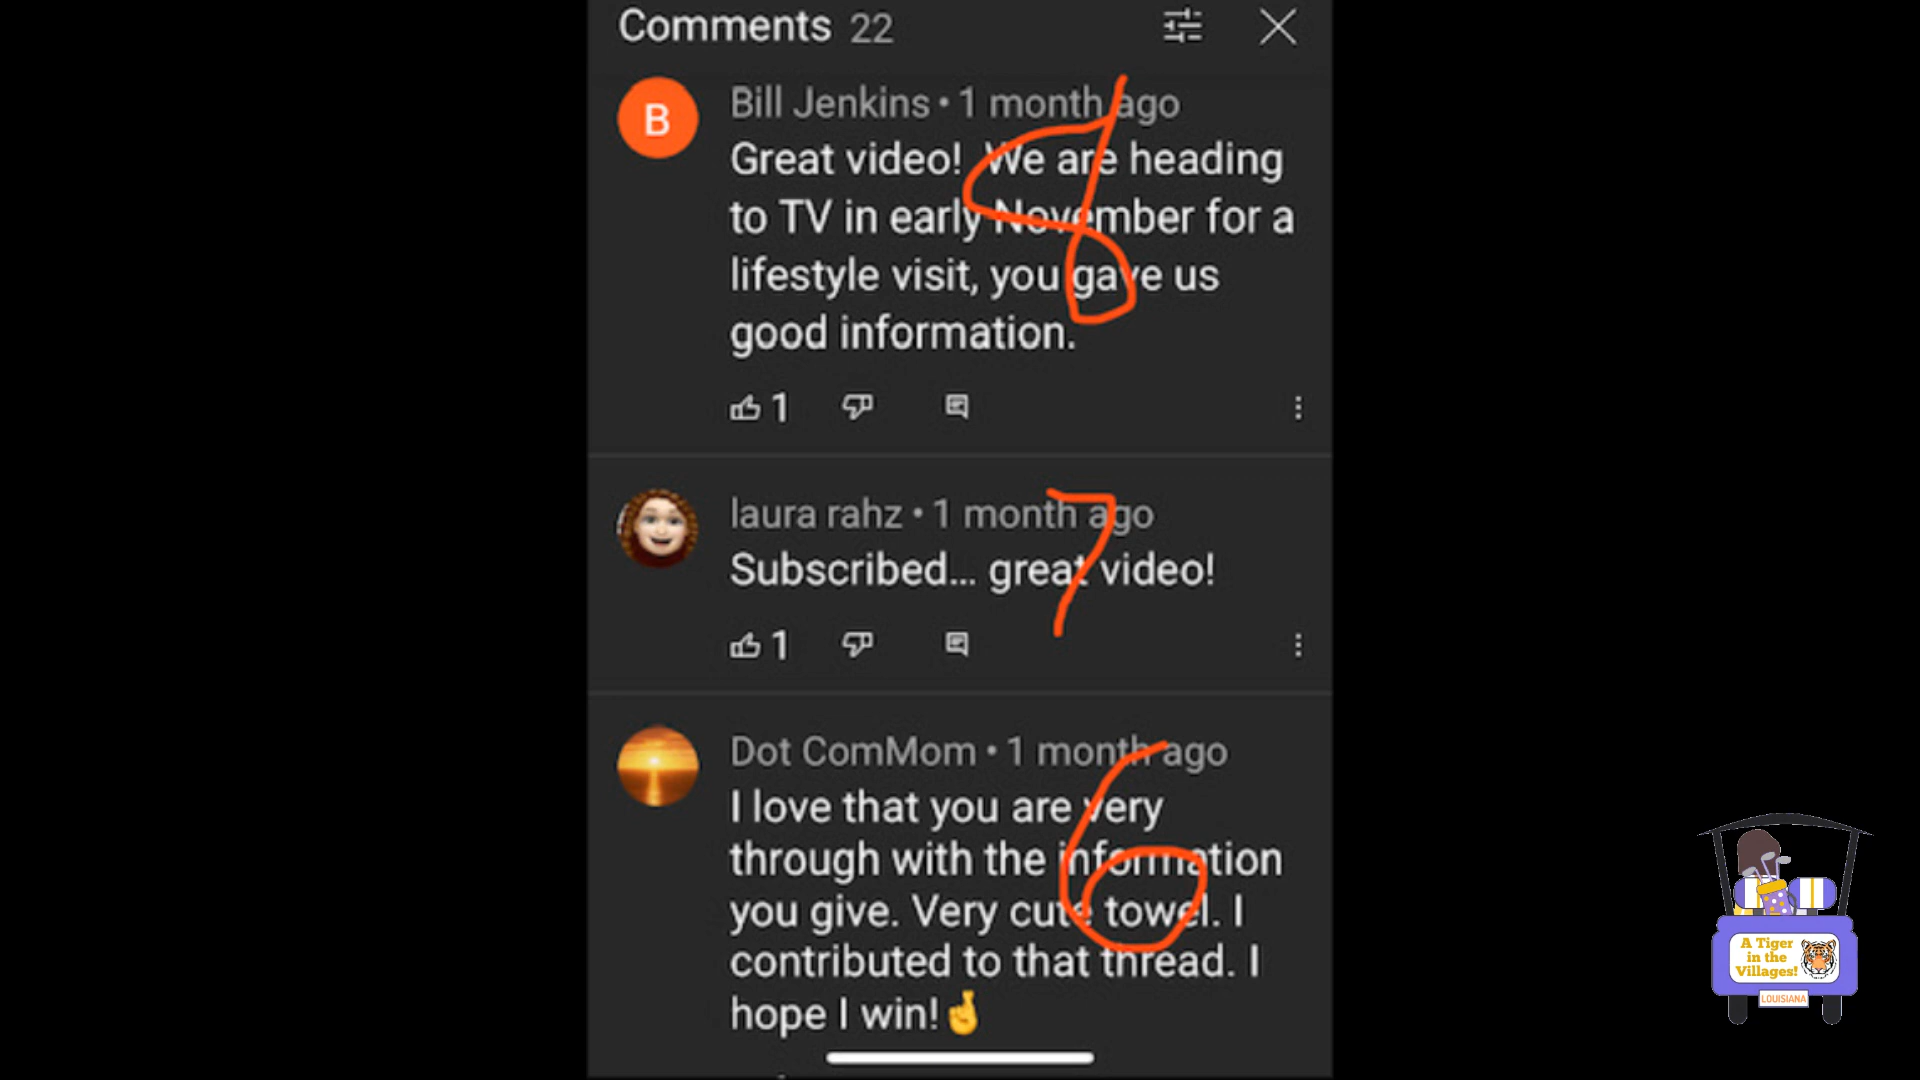 Comments 22
B
Bill Jenkins • 1 month ago
Great video! We are heading
to TV in early November for a
lifestyle visit, you gave us
good information.
1
8
laura rahz • 1 month ago
Subscribed... great video!
1
7
Dot ComMom • 1 month ago
I love that you are very
through with the information
you give. Very cute towel. I
contributed to that thread. I
hope I win!🤞
6
A Tiger
in the
Villages!
LOUISIANA